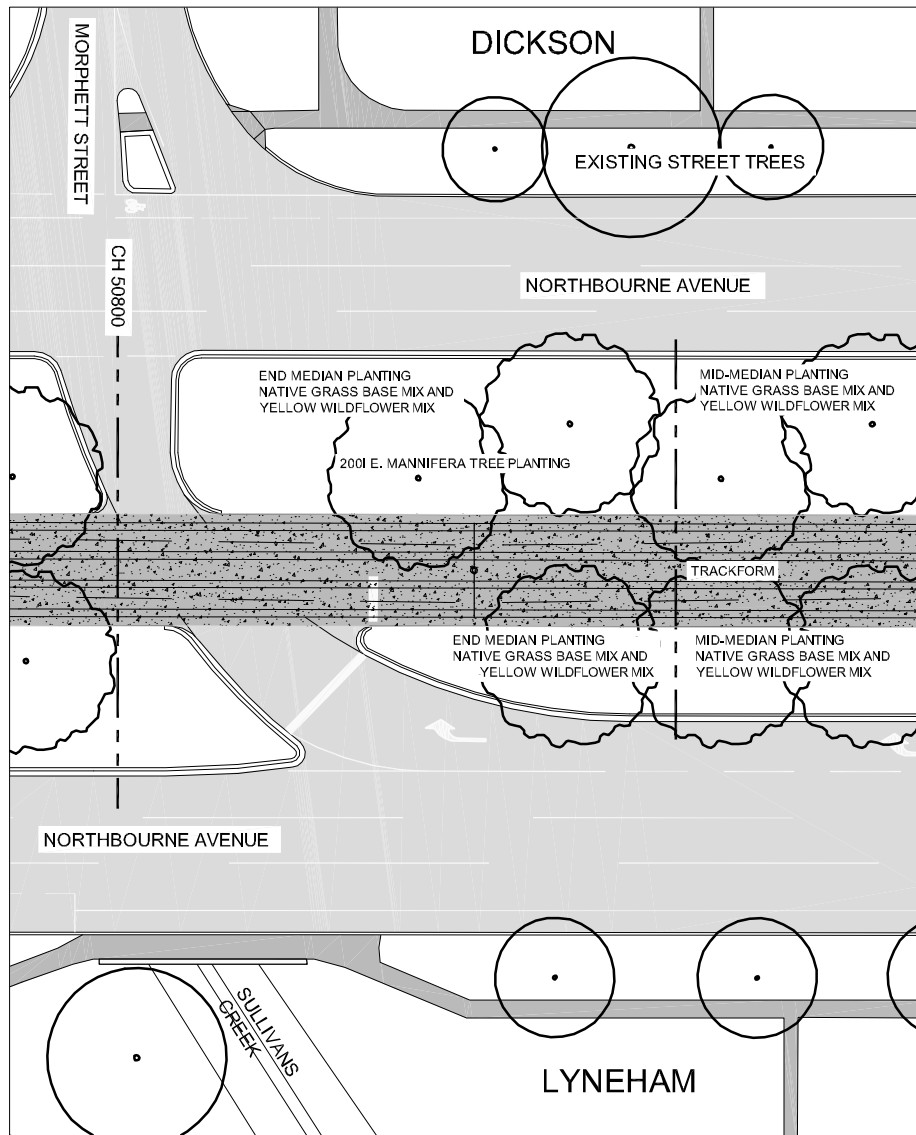 DICKSON
MORPHETT STREET
EXISTING STREET TREES
CH 50800
NORTHBOURNE AVENUE
END MEDIAN PLANTING
NATIVE GRASS BASE MIX AND
YELLOW WILDFLOWER MIX
MID-MEDIAN PLANTING
NATIVE GRASS BASE MIX AND
YELLOW WILDFLOWER MIX
200l E. MANNIFERA TREE PLANTING
TRACKFORM
END MEDIAN PLANTING
NATIVE GRASS BASE MIX AND
YELLOW WILDFLOWER MIX
MID-MEDIAN PLANTING
NATIVE GRASS BASE MIX AND
YELLOW WILDFLOWER MIX
NORTHBOURNE AVENUE
SULLIVANS
CREEK
LYNEHAM